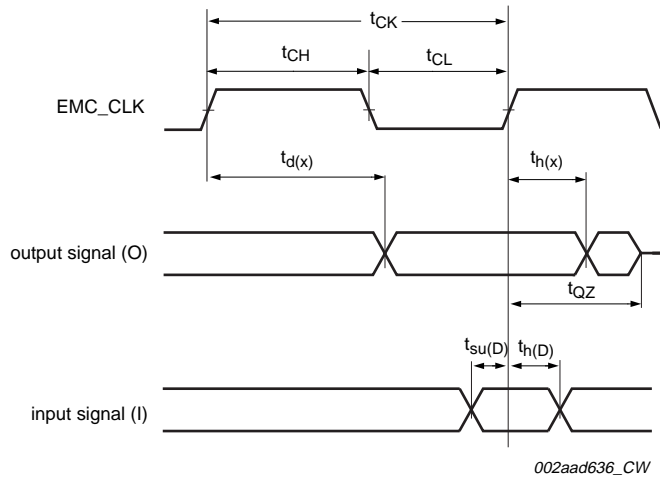 tCK
tCH
tCL
EMC_CLK
td(x)
th(x)
output signal (O)
tQZ
tsu(D)
th(D)
input signal (I)
002aad636_CW